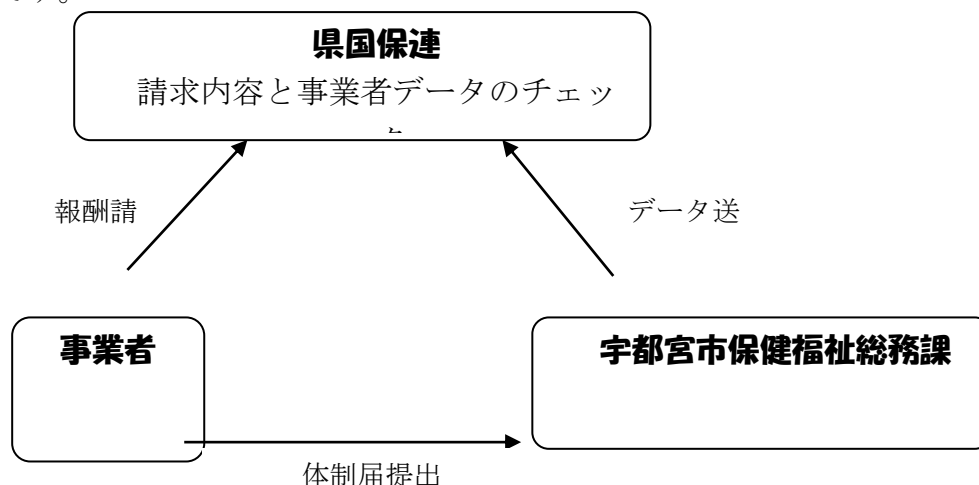 県国保連
請求内容と事業者データのチェッ
報酬請
データ送
事業者
宇都宮市保健福祉総務課
体制届提出